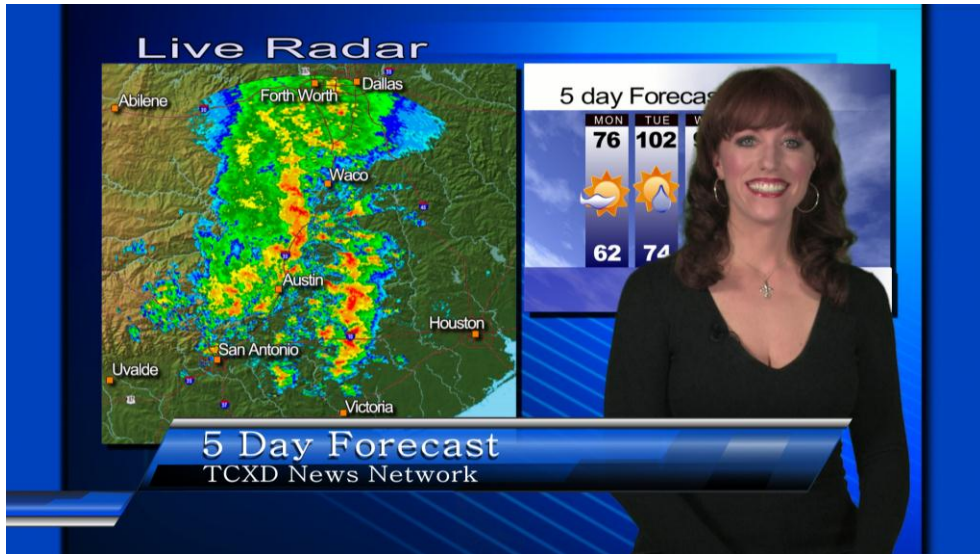 Live Radar
Abilene
Forth Worth
Dallas
Waco
Austin
Houston
San Antonio
Uvalde
Victoria
5 day Forecas
MON TUE W
76 102 9
62 74
5 Day Forecast
TCXD News Network